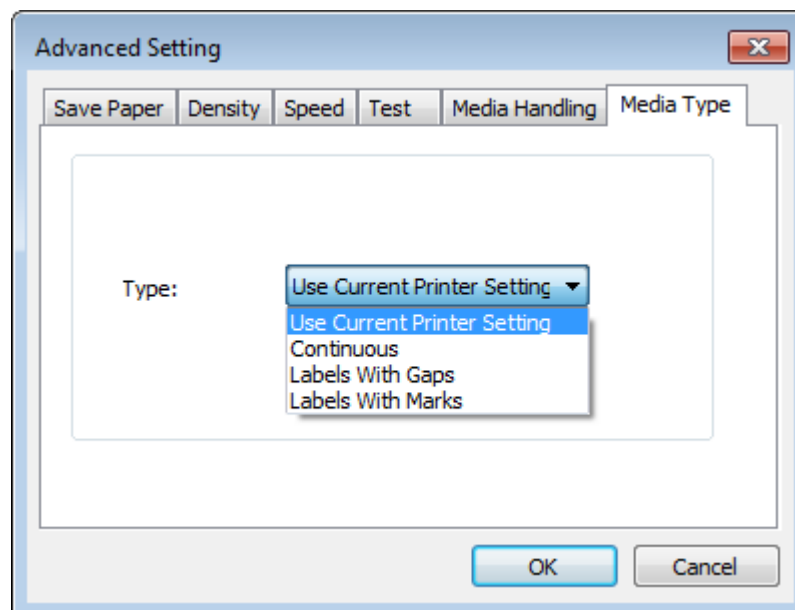 Advanced Setting
Save Paper Density Speed Test Media Handling Media Type
Type: Use Current Printer Setting
Use Current Printer Setting
Continuous
Labels With Gaps
Labels With Marks
OK Cancel